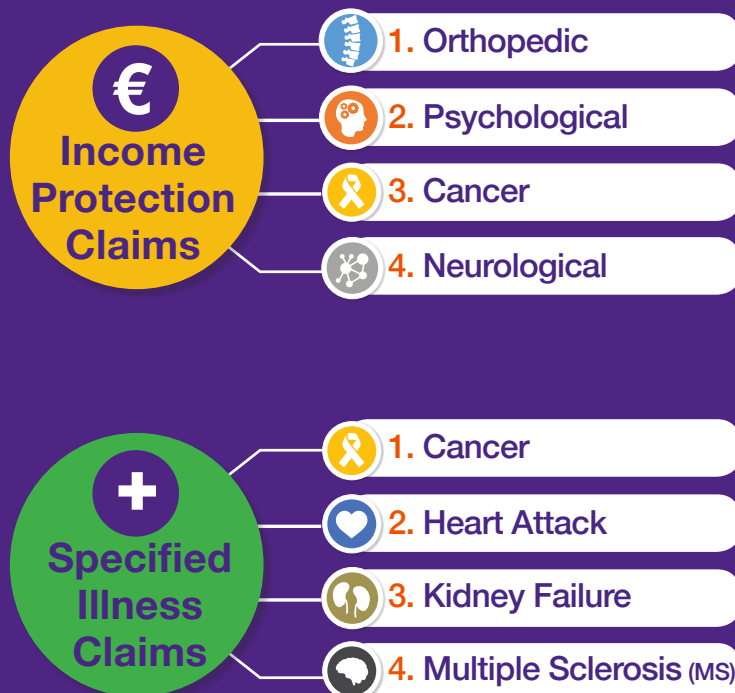 €
Income
Protection
Claims
1. Orthopedic
2. Psychological
3. Cancer
4. Neurological
Specified
Illness
Claims
1. Cancer
2. Heart Attack
3. Kidney Failure
4. Multiple Sclerosis (MS)